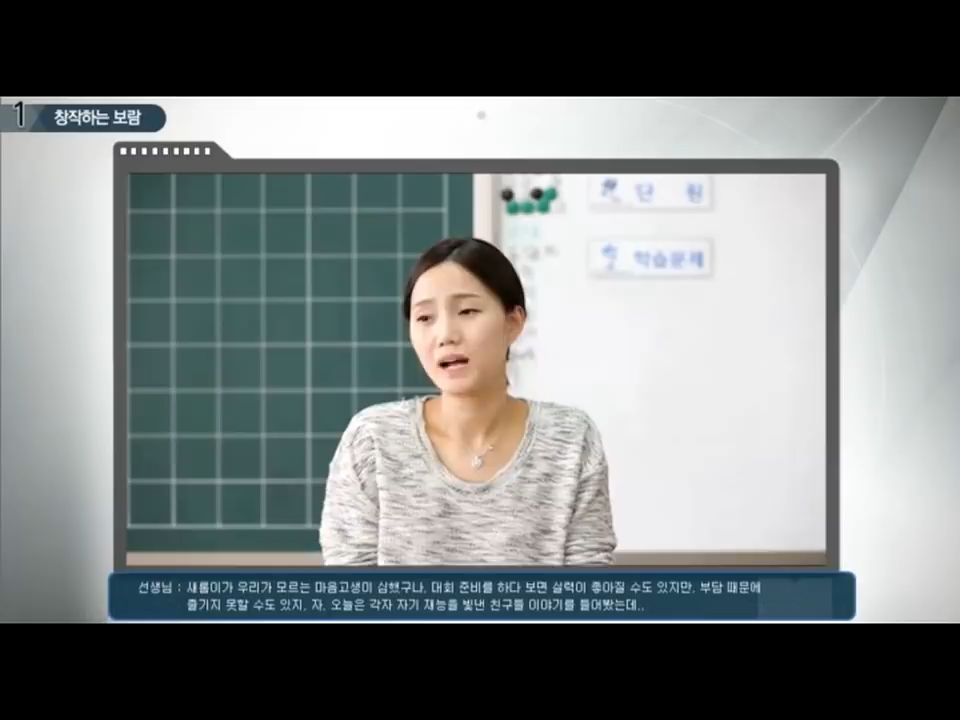 1 창작하는 보람
단 원
학습문제
선생님 : 새롬이가 우리가 모르는 마음고생이 심했구나. 대회 준비를 하다 보면 실력이 좋아질 수도 있지만, 부담 때문에
즐기지 못할 수도 있지. 자, 오늘은 각자 자기 재능을 빛낸 친구들 이야기를 들어봤는데..